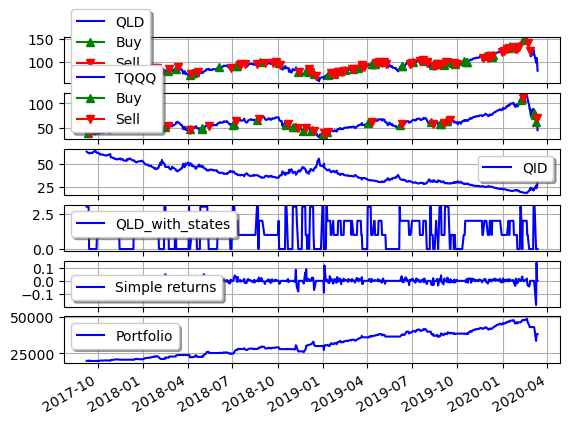 QLD
Buy
Sell
150
100
TQQQ
Buy
Sell
100
50
50
25
QID
2.5
0.0
QLD_with_states
0.1
0.0
−0.1
Simple returns
50000
25000
Portfolio
2017-10 2018-01 2018-04 2018-07 2018-10 2019-01 2019-04 2019-07 2019-10 2020-01 2020-04